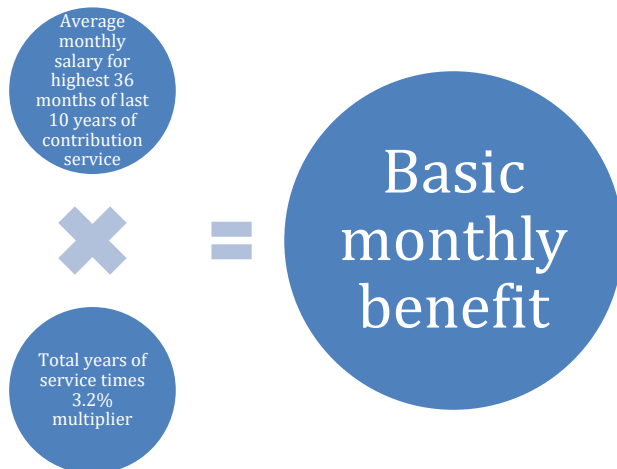 Average
monthly
salary for
highest 36
months of last
10 years of
contribution
service
Total years of
service times
3.2%
multiplier
Basic
monthly
benefit